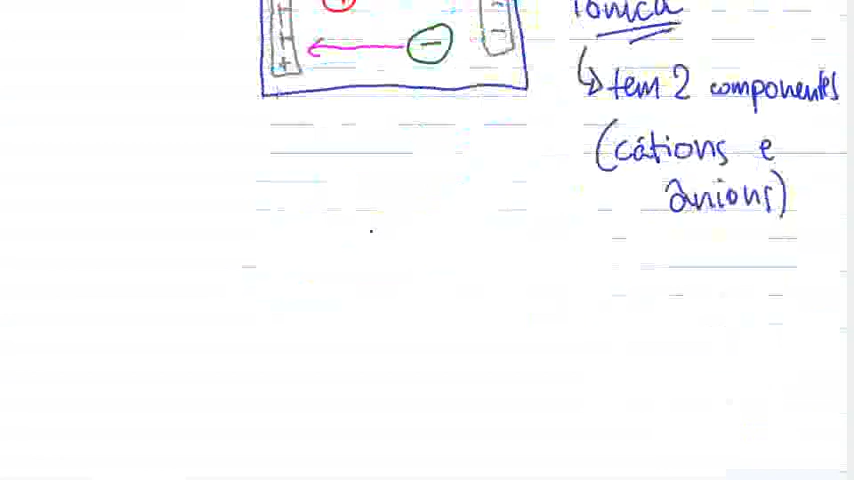 Iônica
↳ tem 2 componentes
(cátions e
ânions)
+
-
-
+